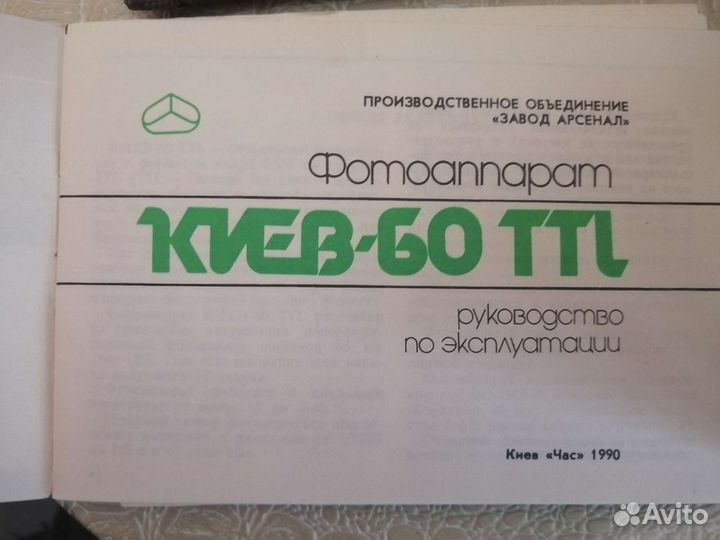 ПРОИЗВОДСТВЕННОЕ ОБЪЕДИНЕНИЕ
«ЗАВОД АРСЕНАЛ»
Фотоаппарат
КИЕВ-60 TTL
руководство
по эксплуатации
Киев «Час» 1990
Avito